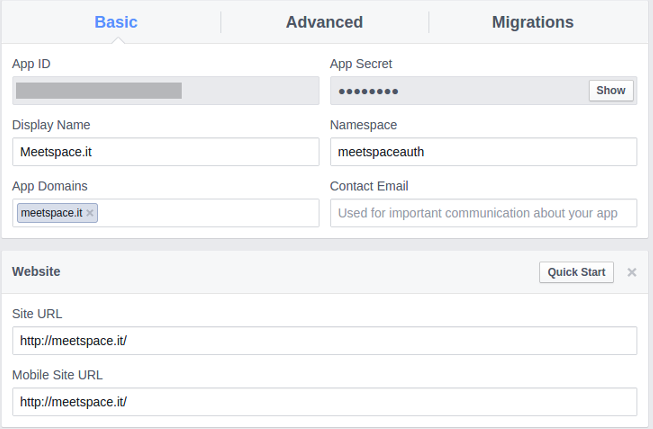 Basic Advanced Migrations
App ID App Secret
●●●●●●●● Show
Display Name Namespace
Meetspace.it meetspaceauth
App Domains Contact Email
meetspace.it × Used for important communication about your app
Website Quick Start ×
Site URL
http://meetspace.it/
Mobile Site URL
http://meetspace.it/